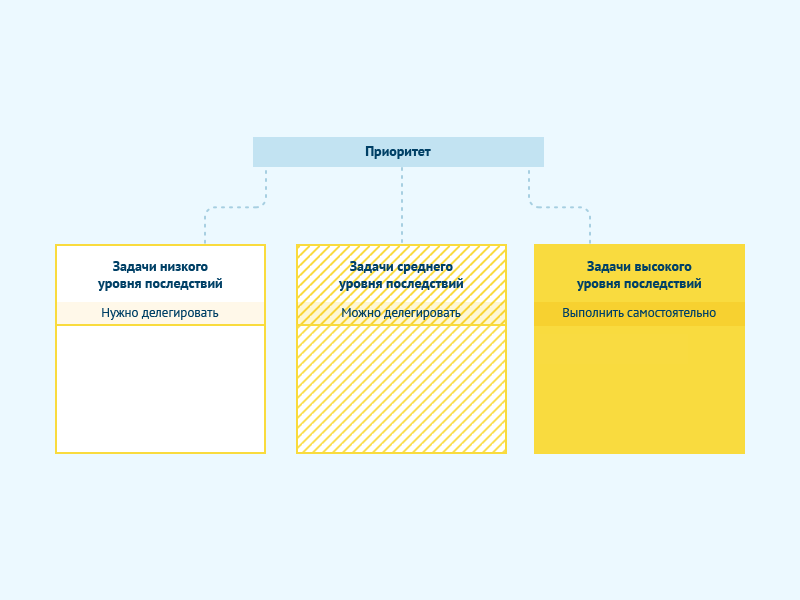 Приоритет
Задачи низкого
уровня последствий
Нужно делегировать
Задачи среднего
уровня последствий
Можно делегировать
Задачи высокого
уровня последствий
Выполнить самостоятельно